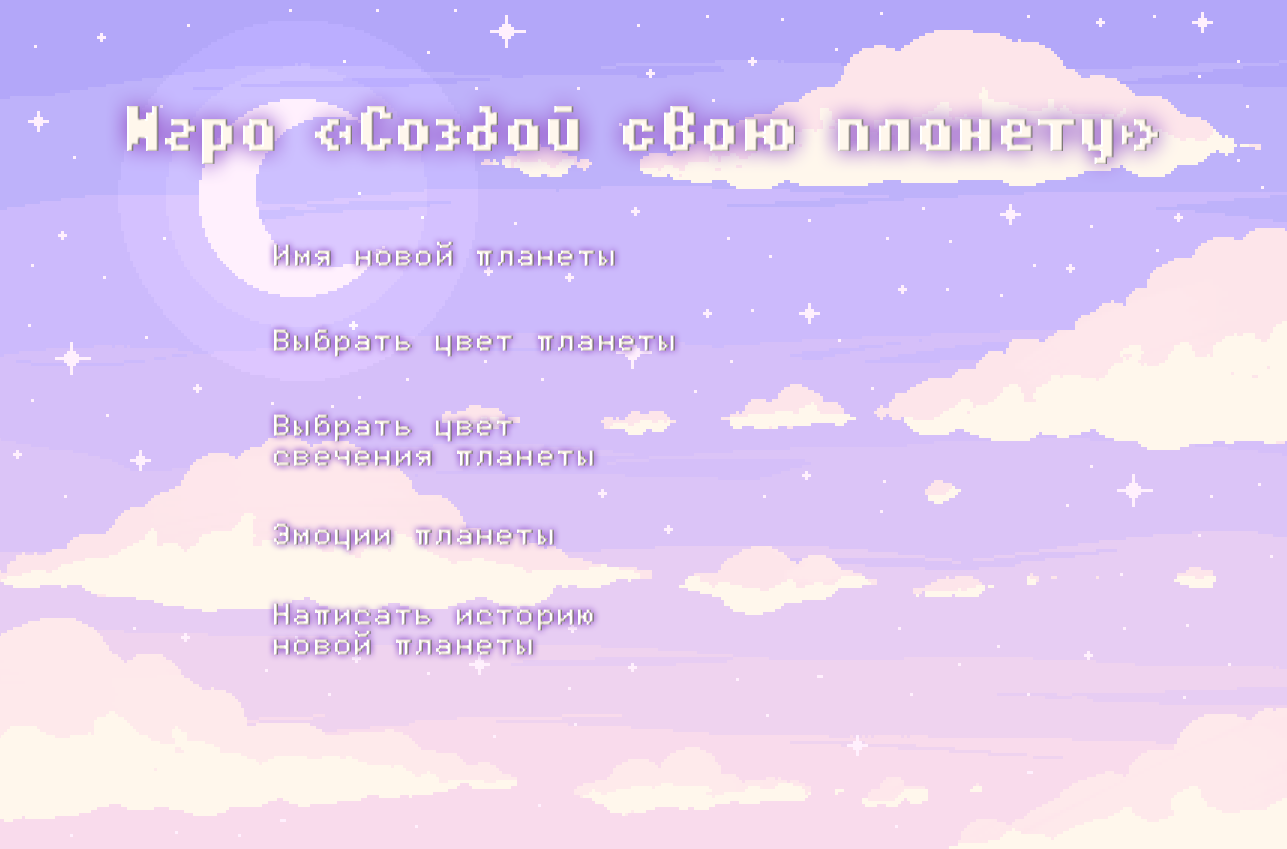 Игра «Создай свою планету»
Имя новой планеты
Выбрать цвет планеты
Выбрать цвет
свечения планеты
Эмоции планеты
Написать историю
новой планеты